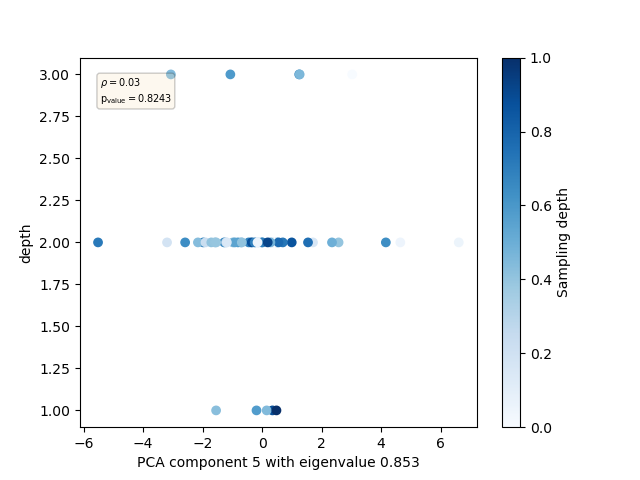 ρ = 0.03
p_value = 0.8243
3.00
2.75
2.50
2.25
2.00
1.75
1.50
1.25
1.00
depth
−6 −4 −2 0 2 4 6
PCA component 5 with eigenvalue 0.853
1.0
0.8
0.6
0.4
0.2
0.0
Sampling depth